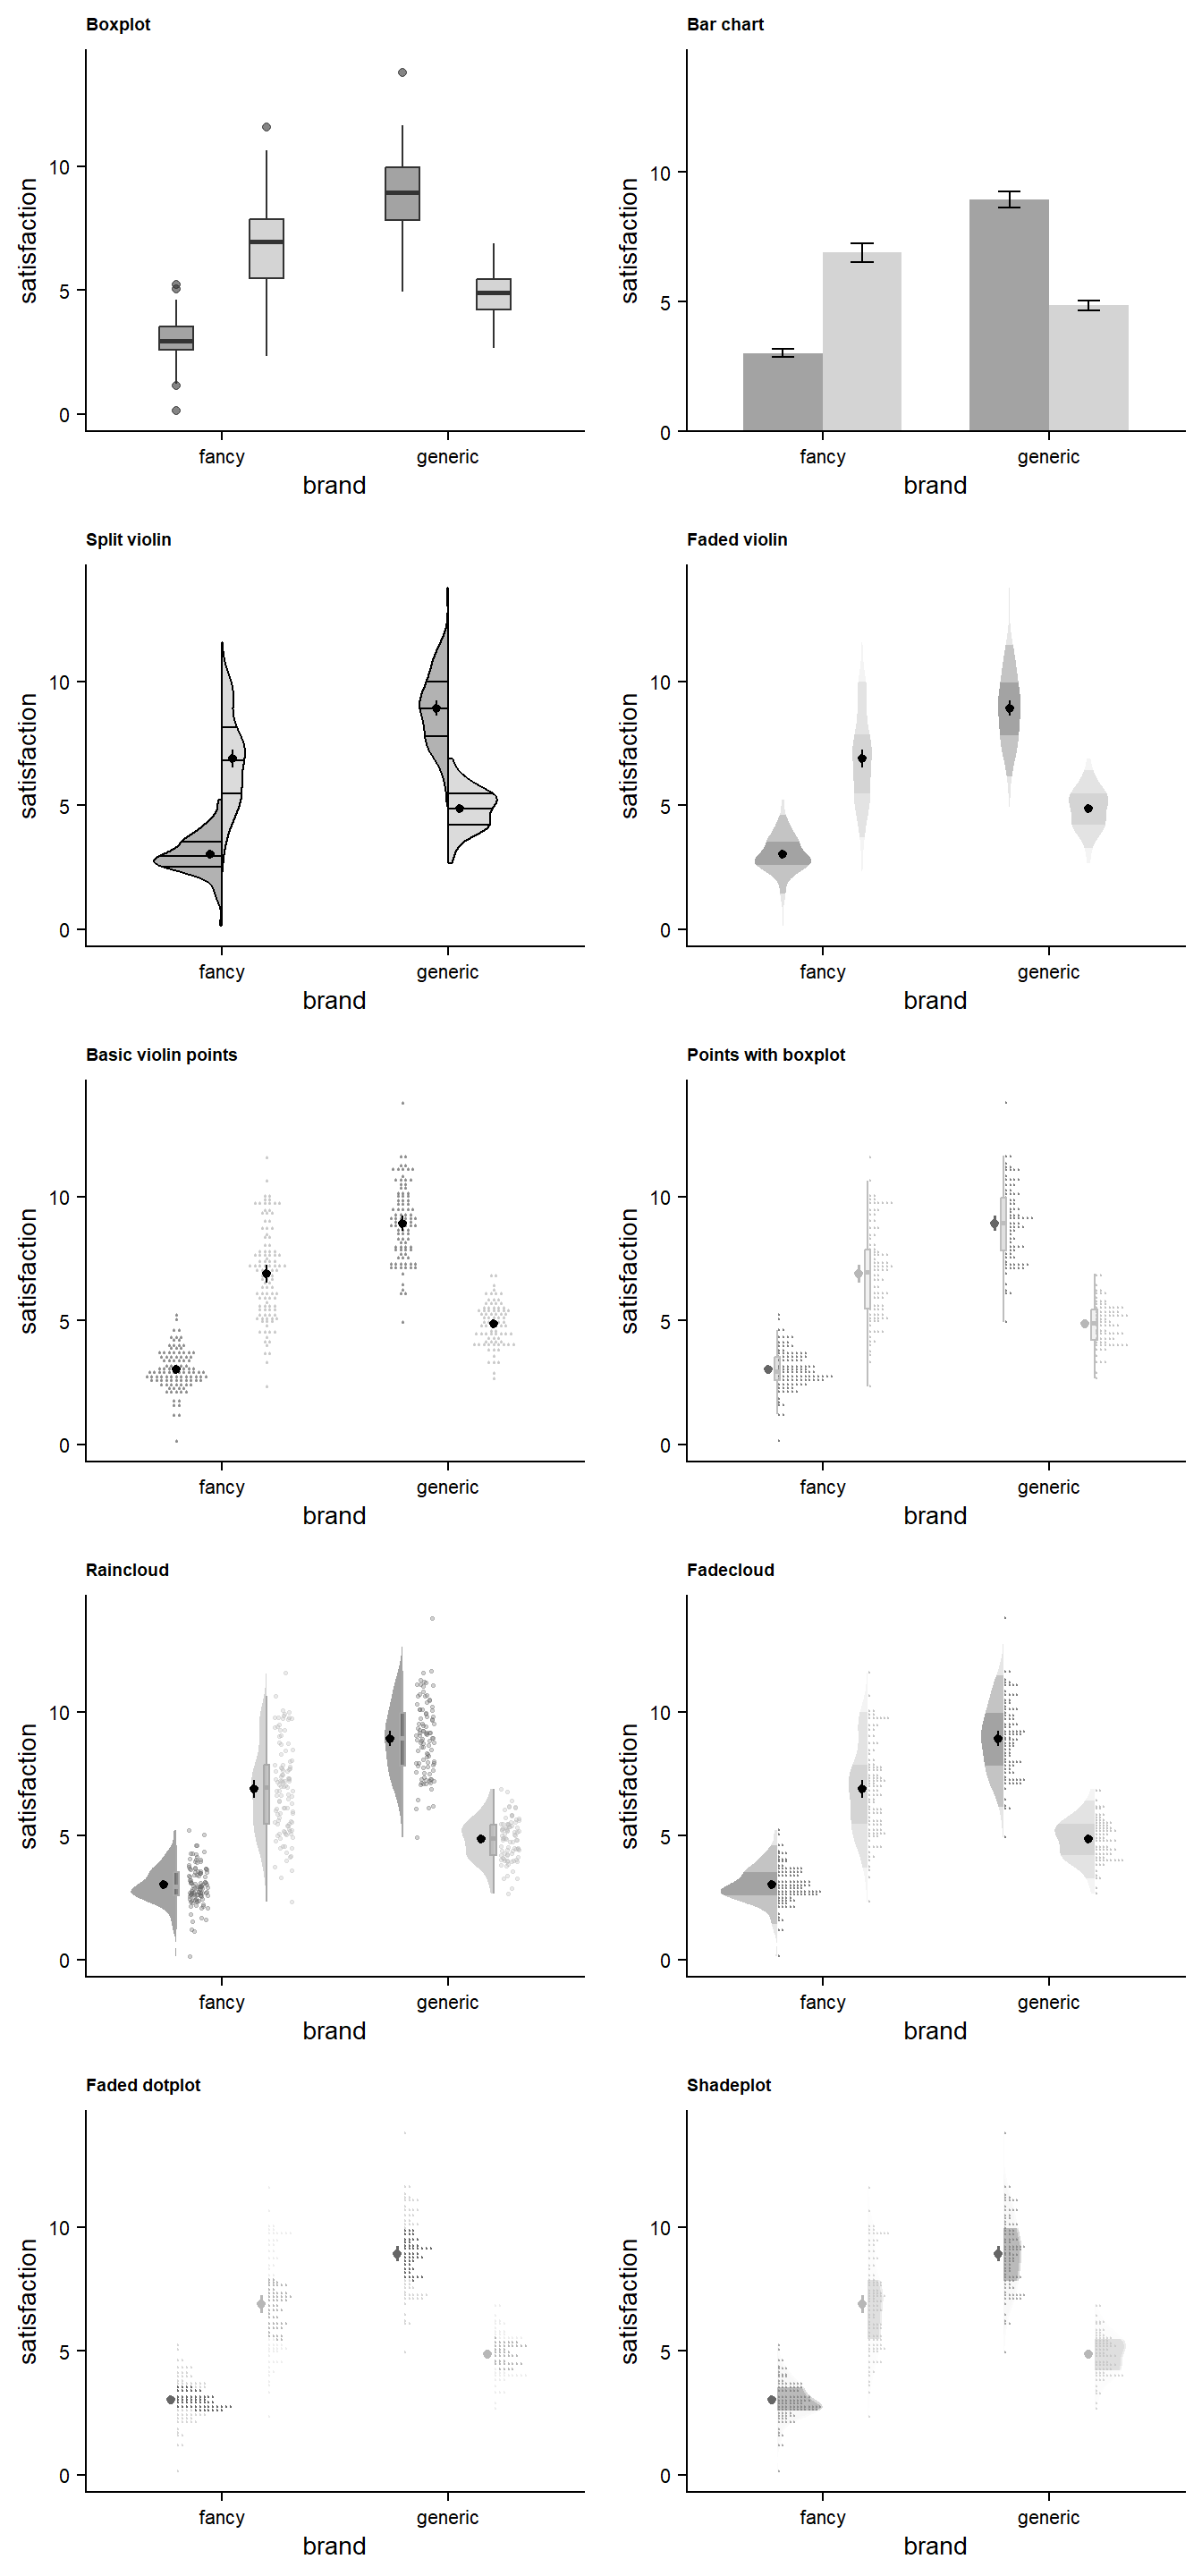 Boxplot
Bar chart
10
5
0
satisfaction
fancy
generic
brand
10
5
0
satisfaction
fancy
generic
brand
Split violin
Faded violin
10
5
0
satisfaction
fancy
generic
brand
10
5
0
satisfaction
fancy
generic
brand
Basic violin points
Points with boxplot
10
5
0
satisfaction
fancy
generic
brand
10
5
0
satisfaction
fancy
generic
brand
Raincloud
Fadecloud
10
5
0
satisfaction
fancy
generic
brand
10
5
0
satisfaction
fancy
generic
brand
Faded dotplot
Shadeplot
10
5
0
satisfaction
fancy
generic
brand
10
5
0
satisfaction
fancy
generic
brand